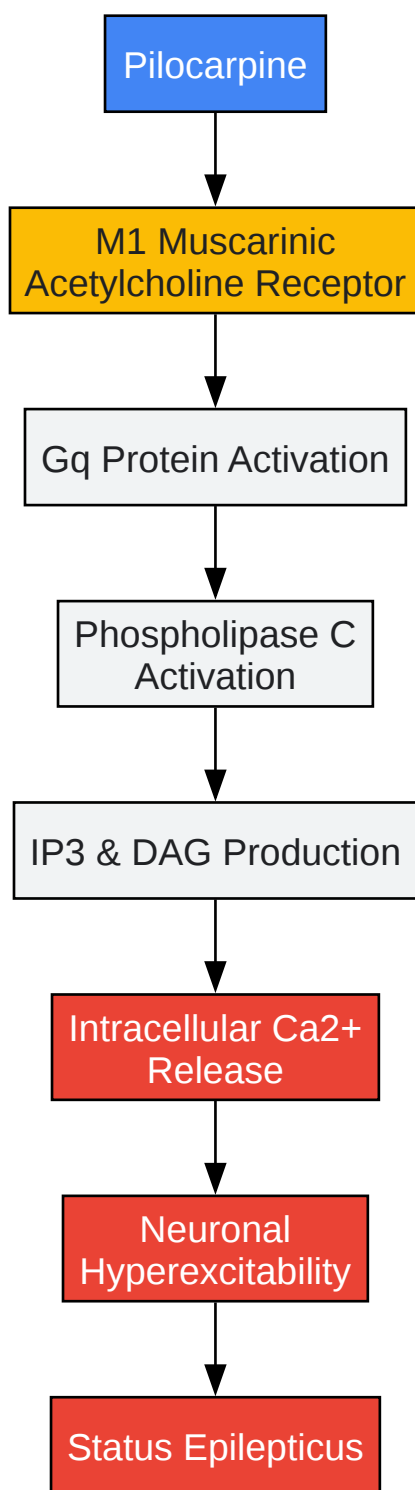 Pilocarpine
M1 Muscarinic
Acetylcholine Receptor
Gq Protein Activation
Phospholipase C
Activation
IP3 & DAG Production
Intracellular Ca2+
Release
Neuronal
Hyperexcitability
Status Epilepticus